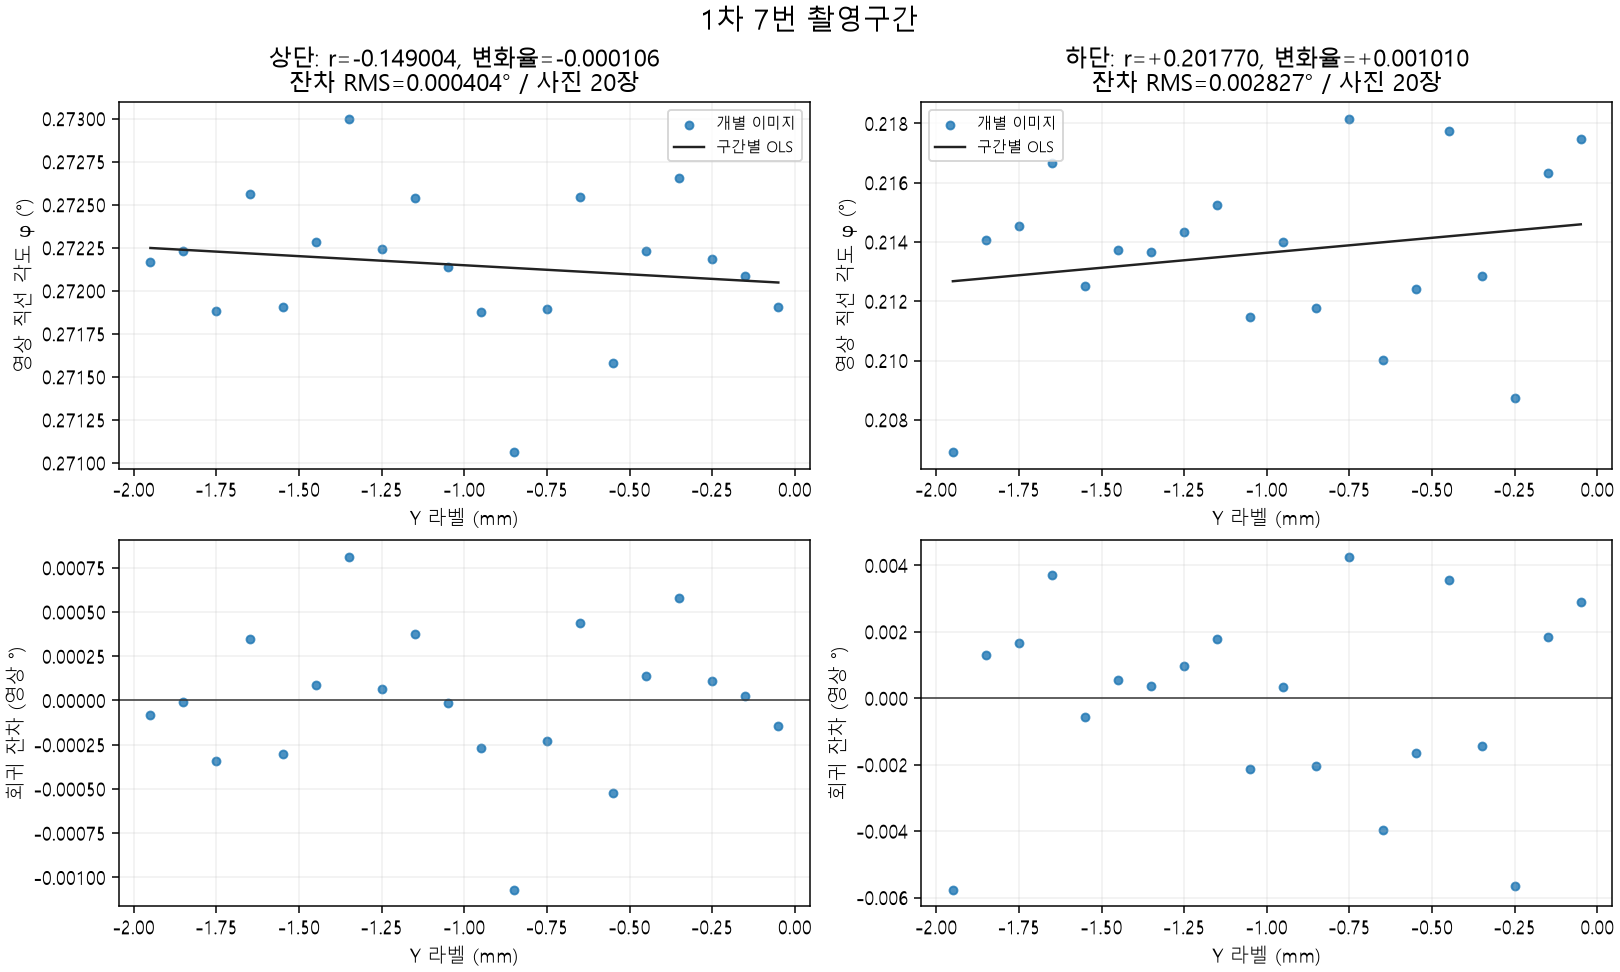 1차 7번 촬영구간
상단: r=-0.149004, 변화율=-0.000106
잔차 RMS=0.000404° / 사진 20장
영상 직선 각도 φ (°)
0.27300
0.27275
0.27250
0.27225
0.27200
0.27175
0.27150
0.27125
0.27100
개별 이미지
구간별 OLS
-2.00 -1.75 -1.50 -1.25 -1.00 -0.75 -0.50 -0.25 0.00
Y 라벨 (mm)
하단: r=+0.201770, 변화율=+0.001010
잔차 RMS=0.002827° / 사진 20장
영상 직선 각도 φ (°)
0.218
0.216
0.214
0.212
0.210
0.208
개별 이미지
구간별 OLS
-2.00 -1.75 -1.50 -1.25 -1.00 -0.75 -0.50 -0.25 0.00
Y 라벨 (mm)
회귀 잔차 (영상 °)
0.00075
0.00050
0.00025
0.00000
-0.00025
-0.00050
-0.00075
-0.00100
-2.00 -1.75 -1.50 -1.25 -1.00 -0.75 -0.50 -0.25 0.00
Y 라벨 (mm)
회귀 잔차 (영상 °)
0.004
0.002
0.000
-0.002
-0.004
-0.006
-2.00 -1.75 -1.50 -1.25 -1.00 -0.75 -0.50 -0.25 0.00
Y 라벨 (mm)